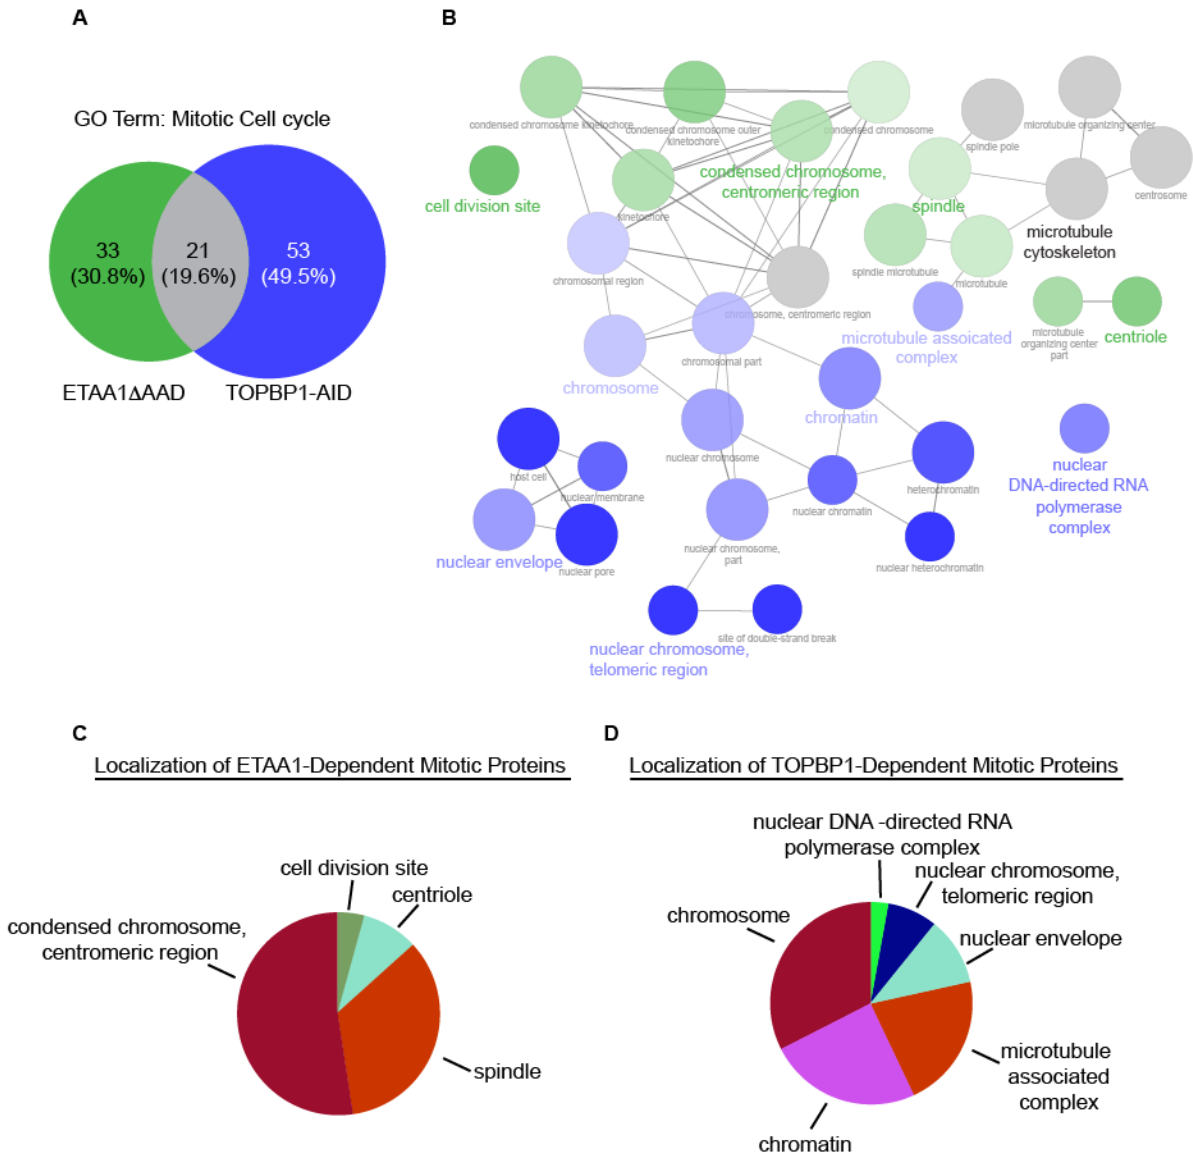 A
GO Term: Mitotic Cell cycle
33
(30.8%)
21
(19.6%)
53
(49.5%)
ETAA1ΔAAD
TOPBP1-AID
B
condensed chromosome kinetochore
condensed chromosome outer
kinetochore
condensed chromosome
cell division site
kinetochore
condensed chromosome,
centromeric region
spindle pole
microtubule organizing center
centrosome
spindle
microtubule
cytoskeleton
spindle microtubule
microtubule
chromosomal region
chromosome, centromeric region
microtubule assoicated
complex
microtubule
organizing center
part
centriole
chromosomal part
chromosome
chromatin
nuclear chromosome
host cell
nuclear/membrane
nuclear envelope
nuclear pore
nuclear chromatin
heterochromatin
nuclear heterochromatin
nuclear
DNA-directed RNA
polymerase
complex
nuclear chromosome,
part
site of double-strand break
nuclear chromosome,
telomeric region
C
Localization of ETAA1-Dependent Mitotic Proteins
cell division site
centriole
condensed chromosome,
centromeric region
spindle
D
Localization of TOPBP1-Dependent Mitotic Proteins
nuclear DNA -directed RNA
polymerase complex
nuclear chromosome,
telomeric region
chromosome
nuclear envelope
microtubule
associated
complex
chromatin